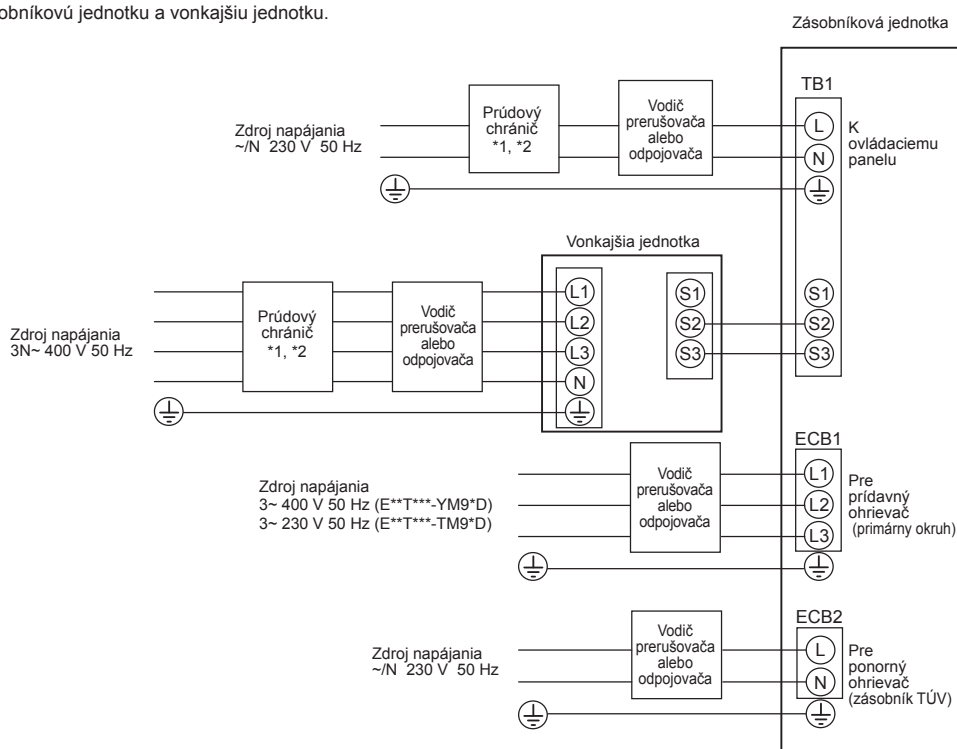 obníkovú jednotku a vonkajšiu jednotku.
Zásobníková jednotka
TB1
Zdroj napájania
~/N 230 V 50 Hz
Prúdový
chránič
*1, *2
Vodič
prerušovača
alebo
odpojovača
L
N
K
ovládaciemu
panelu
Vonkajšia jednotka
Zdroj napájania
3N~ 400 V 50 Hz
Prúdový
chránič
*1, *2
Vodič
prerušovača
alebo
odpojovača
L1
L2
L3
N
S1
S2
S3
S1
S2
S3
ECB1
Zdroj napájania
3~ 400 V 50 Hz (E**T***-YM9*D)
3~ 230 V 50 Hz (E**T***-TM9*D)
Vodič
prerušovača
alebo
odpojovača
L1
L2
L3
Pre
prídavný
ohrievač
(primárny okruh)
ECB2
Zdroj napájania
~/N 230 V 50 Hz
Vodič
prerušovača
alebo
odpojovača
L
N
Pre
ponorný
ohrievač
(zásobník TÚV)